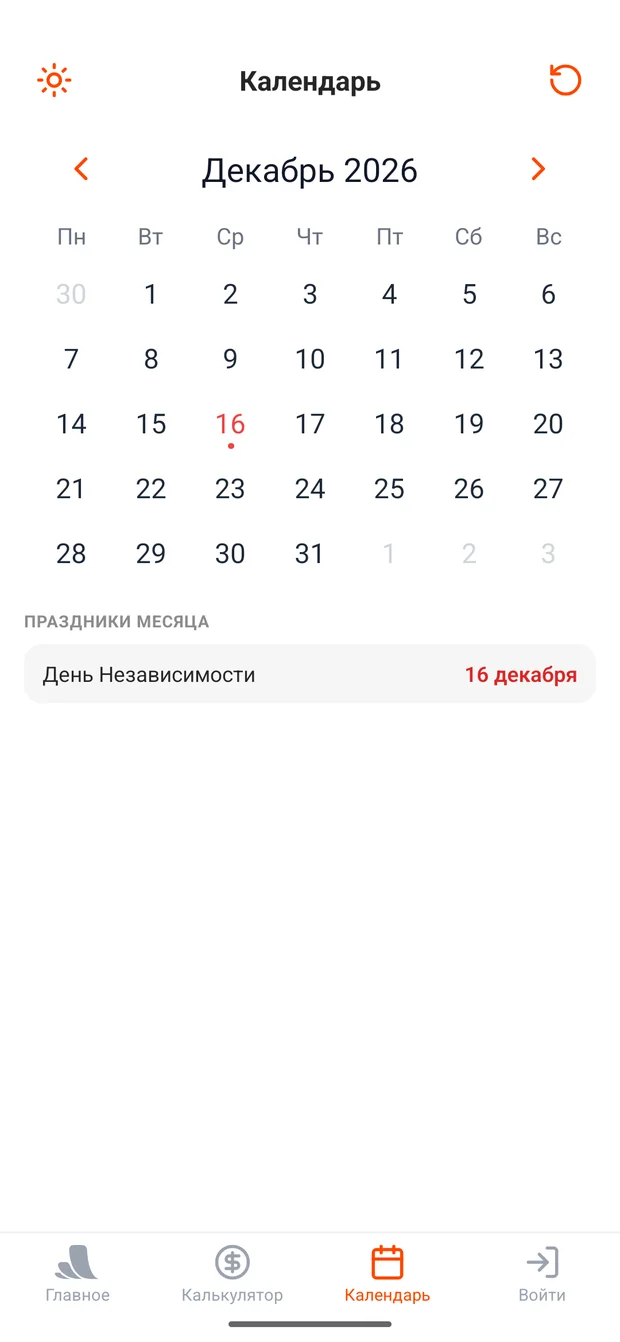 Календарь
Декабрь 2026
Пн Вт Ср Чт Пт Сб Вс
30 1 2 3 4 5 6
7 8 9 10 11 12 13
14 15 16 17 18 19 20
21 22 23 24 25 26 27
28 29 30 31 1 2 3
ПРАЗДНИКИ МЕСЯЦА
День Независимости 16 декабря
Главное Калькулятор Календарь Войти